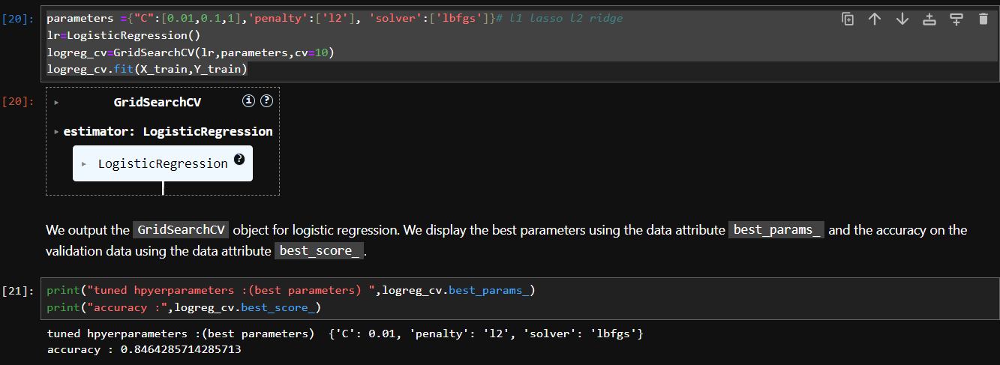 [20]: parameters ={"C":[0.01,0.1,1],'penalty':['l2'], 'solver':['lbfgs']}# l1 lasso l2 ridge
lr=LogisticRegression()
logreg_cv=GridSearchCV(lr,parameters,cv=10)
logreg_cv.fit(X_train,Y_train)
[20]: GridSearchCV
estimator: LogisticRegression
LogisticRegression
We output the GridSearchCV object for logistic regression. We display the best parameters using the data attribute best_params_ and the accuracy on the
validation data using the data attribute best_score_.
[21]: print("tuned hpyerparameters :(best parameters) ",logreg_cv.best_params_)
print("accuracy :",logreg_cv.best_score_)
tuned hpyerparameters :(best parameters)  {'C': 0.01, 'penalty': 'l2', 'solver': 'lbfgs'}
accuracy : 0.8464285714285713